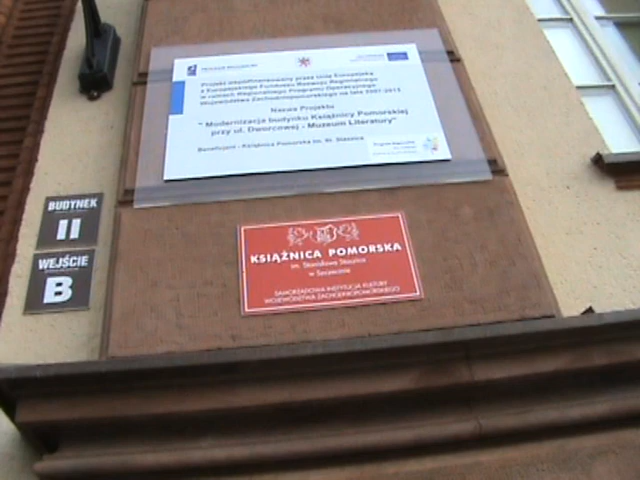 Projekt współfinansowany przez Unię Europejską
z Europejskiego Funduszu Rozwoju Regionalnego
w ramach Regionalnego Programu Operacyjnego
Województwa Zachodniopomorskiego na lata 2007-2013
Nazwa Projektu
" Modernizacja budynku Książnicy Pomorskiej
przy ul. Dworcowej - Muzeum Literatury"
Beneficjent - Książnica Pomorska im. St. Staszica
BUDYNEK
II
WEJŚCIE
B
KSIĄŻNICA POMORSKA
im. Stanisława Staszica
w Szczecinie
SAMORZĄDOWA INSTYTUCJA KULTURY
WOJEWÓDZTWA ZACHODNIOPOMORSKIEGO